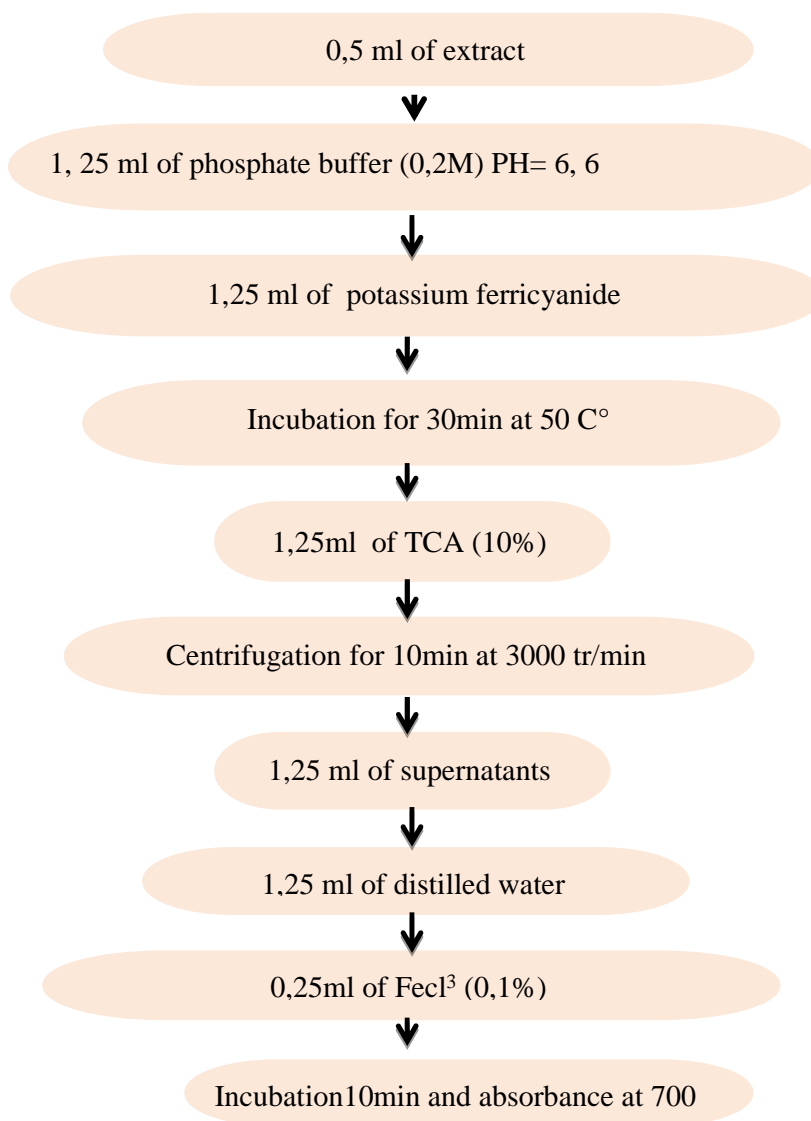 0,5 ml of extract
1, 25 ml of phosphate buffer (0,2M) PH= 6, 6
1,25 ml of potassium ferricyanide
Incubation for 30min at 50 C°
1,25ml of TCA (10%)
Centrifugation for 10min at 3000 tr/min
1,25 ml of supernatants
1,25 ml of distilled water
0,25ml of Fecl³ (0,1%)
Incubation10min and absorbance at 700